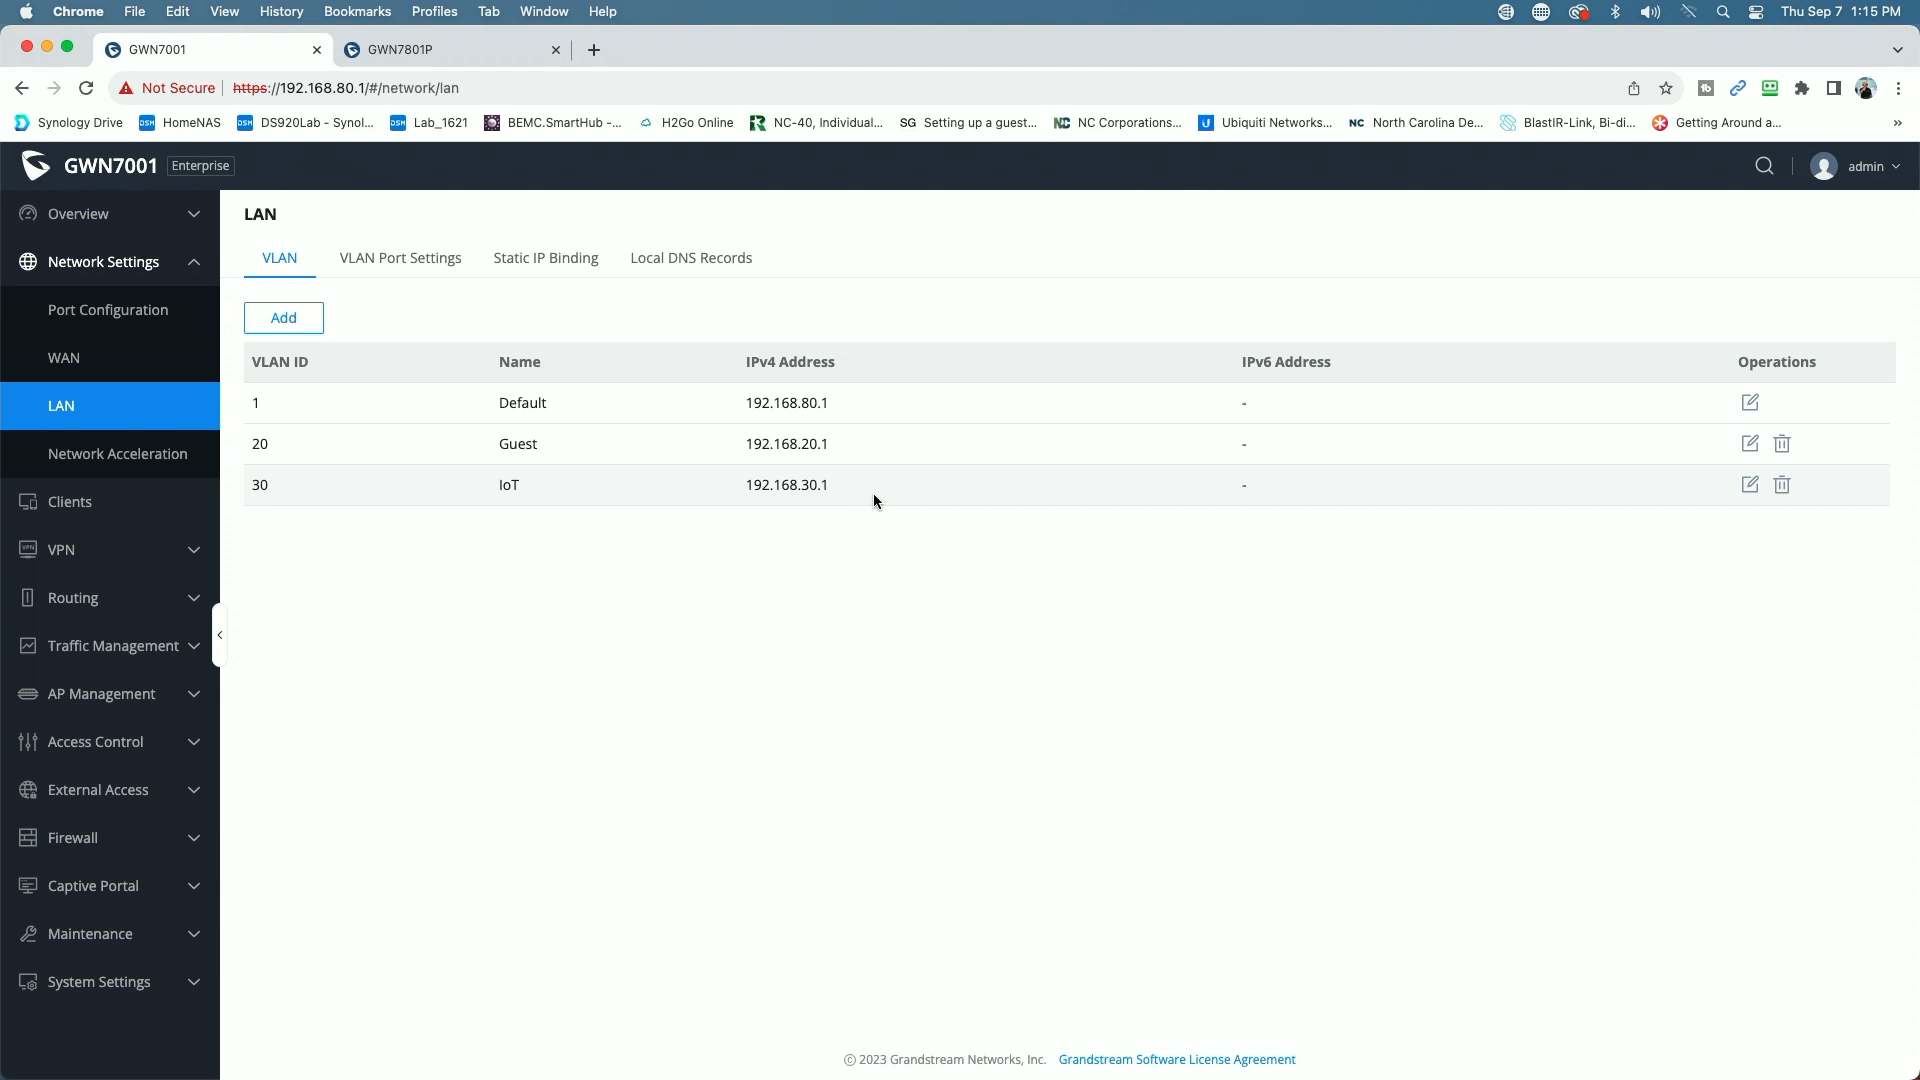 Chrome File Edit View History Bookmarks Profiles Tab Window Help Thu Sep 7 1:15 PM
GWN7001 GWN7801P
Not Secure https://192.168.80.1/#/network/lan
Synology Drive HomeNAS DS920Lab - Synol... Lab_1621 BEMC.SmartHub -... H2Go Online NC-40, Individual... SG Setting up a guest... NC Corporations... Ubiquiti Networks... NC North Carolina De... BlastIR-Link, Bi-di... Getting Around a... »
GWN7001 Enterprise admin
Overview
Network Settings
Port Configuration
WAN
LAN
Network Acceleration
Clients
VPN
Routing
Traffic Management
AP Management
Access Control
External Access
Firewall
Captive Portal
Maintenance
System Settings
LAN
VLAN VLAN Port Settings Static IP Binding Local DNS Records
Add
VLAN ID Name IPv4 Address IPv6 Address Operations
1 Default 192.168.80.1 -
20 Guest 192.168.20.1 -
30 IoT 192.168.30.1 -
© 2023 Grandstream Networks, Inc. Grandstream Software License Agreement